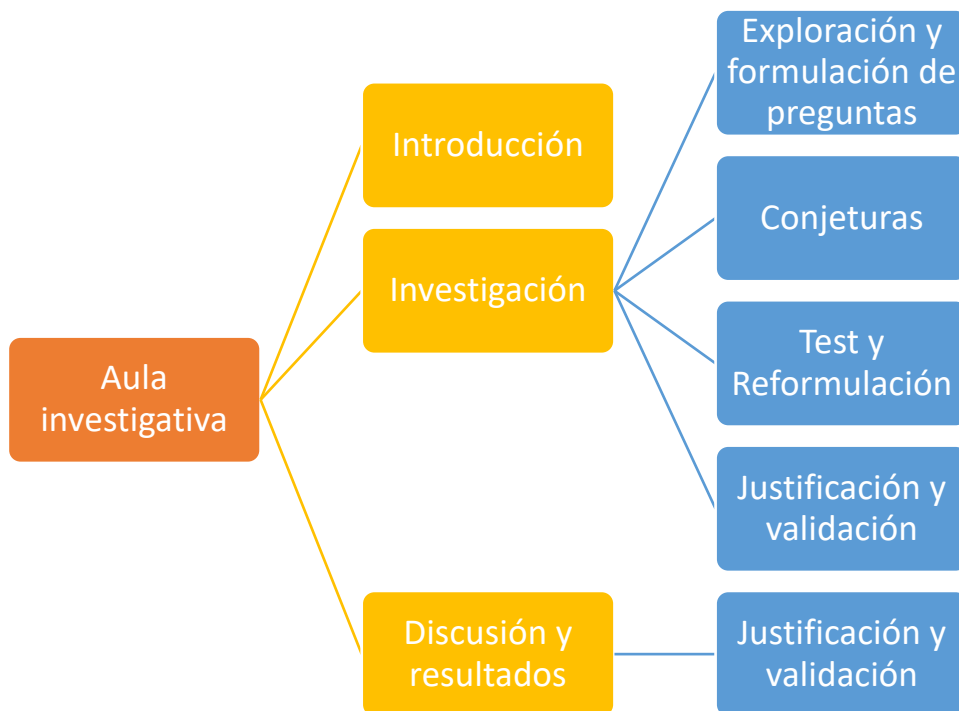 Aula
investigativa
Introducción
Investigación
Exploración y
formulación de
preguntas
Conjeturas
Test y
Reformulación
Justificación y
validación
Discusión y
resultados
Justificación y
validación